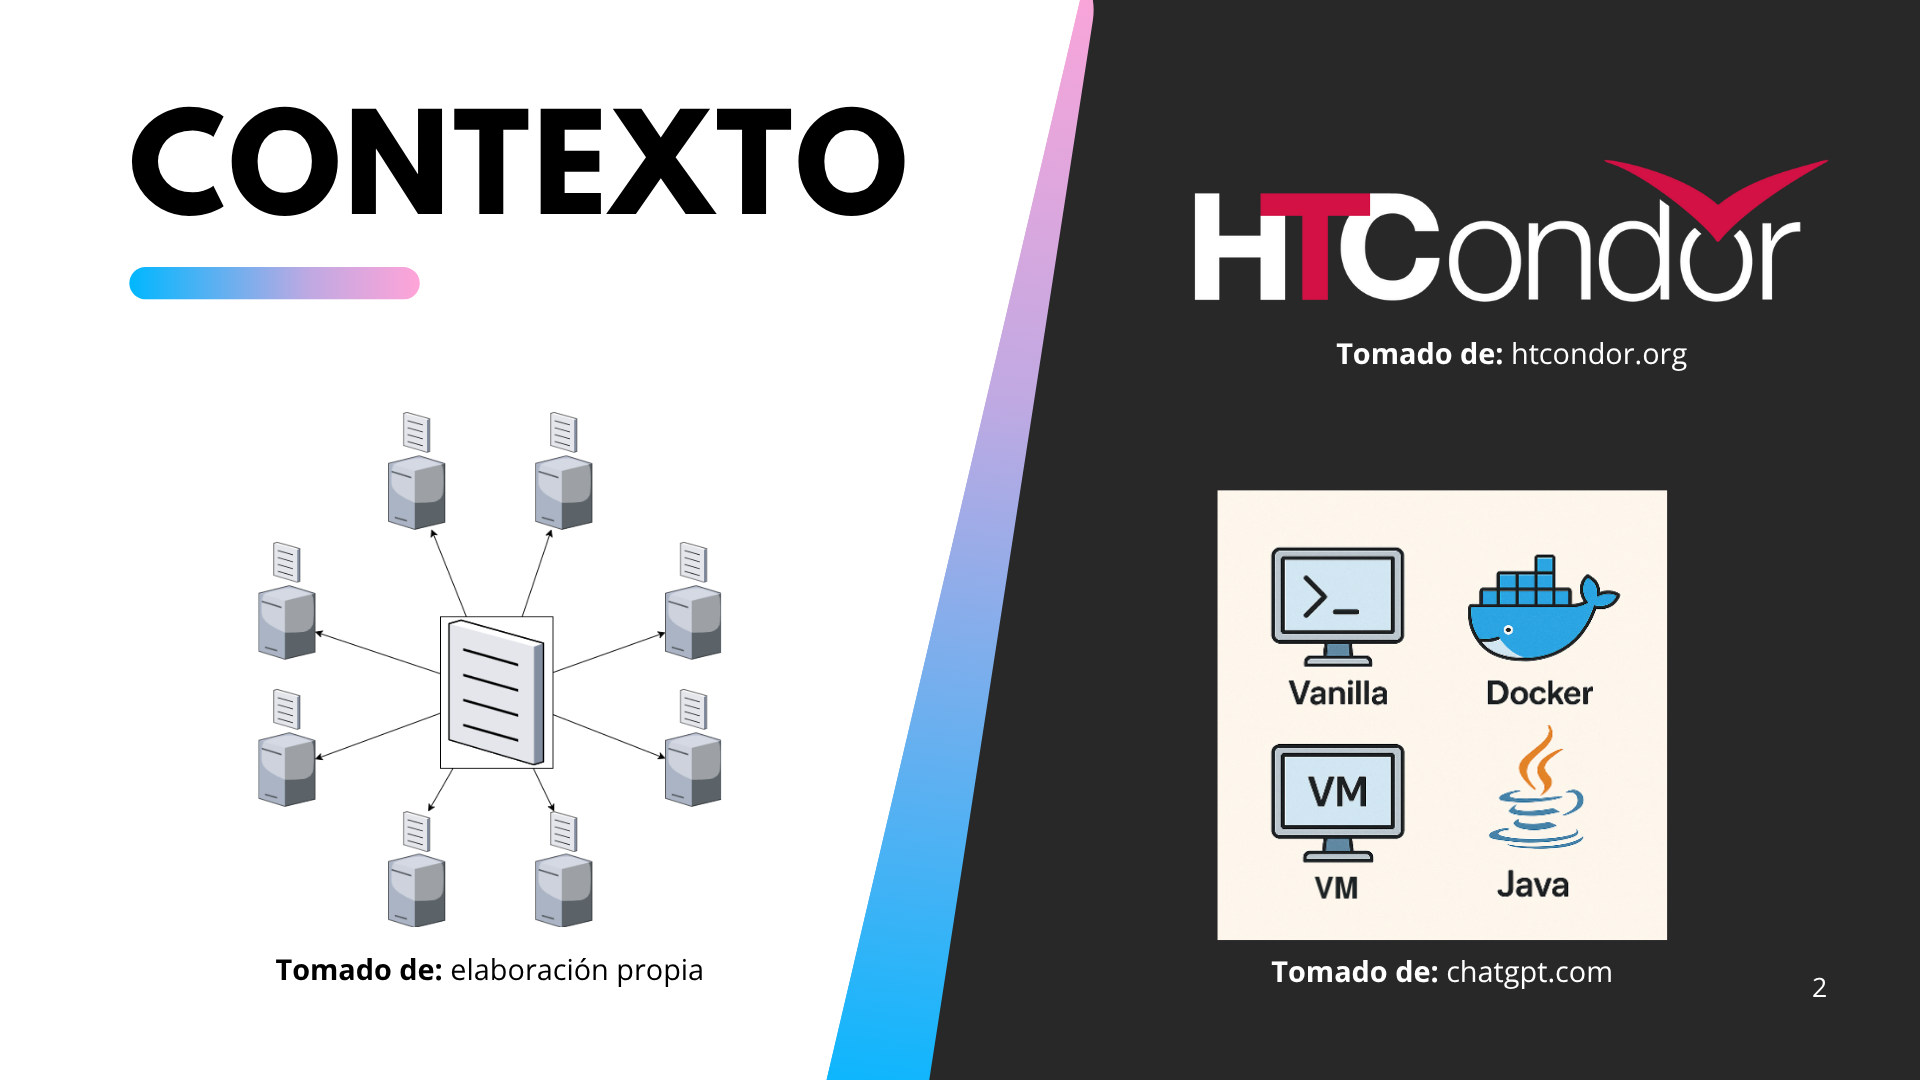 CONTEXTO
Tomado de: elaboración propia
HTCondor
Tomado de: htcondor.org
>_
Vanilla
Docker
VM
VM
Java
Tomado de: chatgpt.com
2